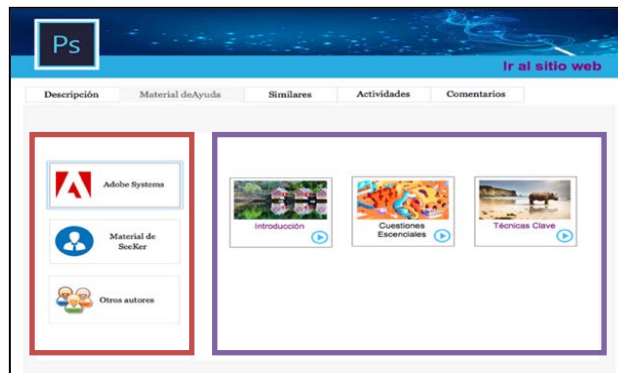 Ps
Ir al sitio web
Descripción Material deAyuda Similares Actividades Comentarios
Adobe Systems
Material de
SecKer
Otros autores
Introducción
Cuestiones
Escenciales
Técnicas Clave